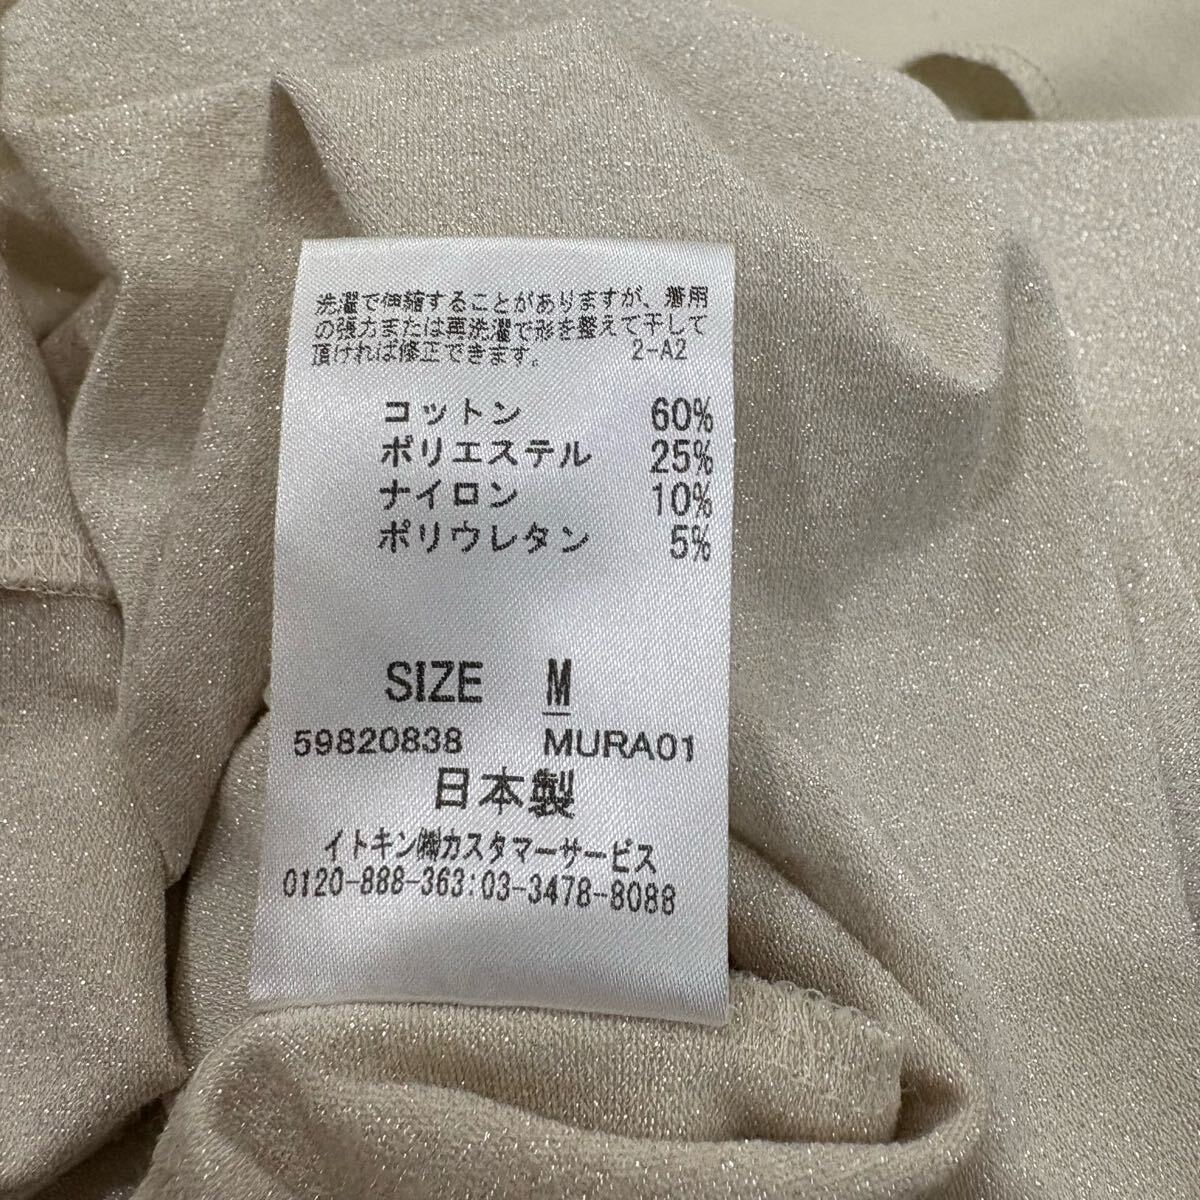 洗濯で伸縮することがありますが、着用
の張力または再洗濯で形を整えて干して
頂ければ修正できます。 2-A2
コットン 60%
ポリエステル 25%
ナイロン 10%
ポリウレタン 5%
SIZE M
59820838 MURA01
日本製
イトキン㈱カスタマーサービス
0120-888-363:03-3478-8088